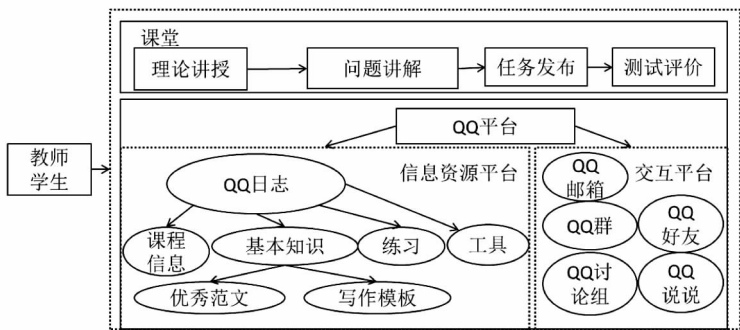 课堂
理论讲授
问题讲解
任务发布
测试评价
QQ平台
教师
学生
信息资源平台
QQ日志
课程
信息
基本知识
练习
工具
优秀范文
写作模板
交互平台
QQ
邮箱
QQ群
QQ
好友
QQ讨
论组
QQ
说说